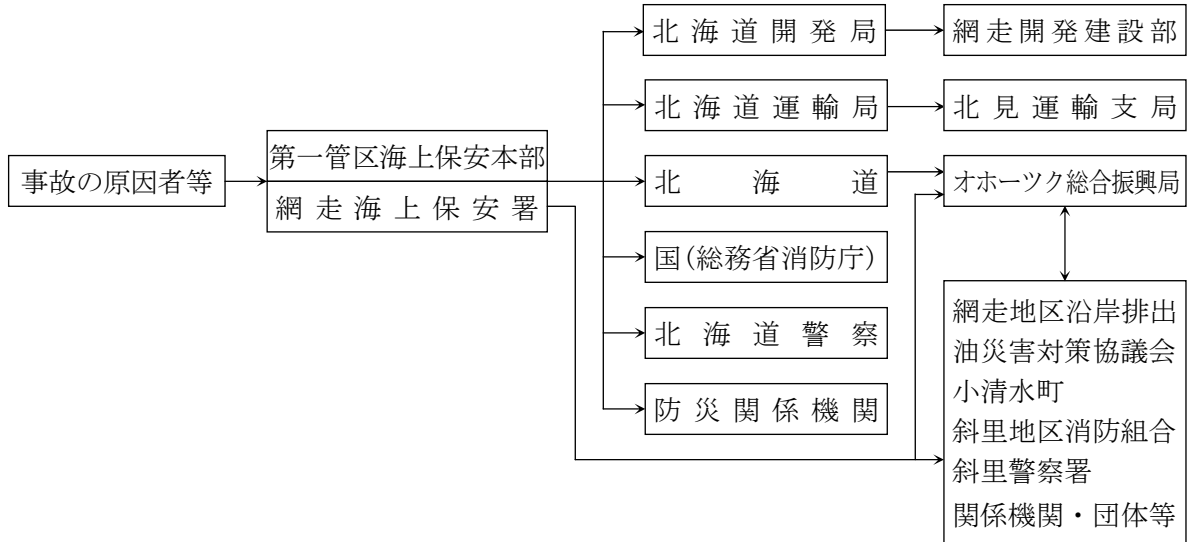 事故の原因者等
第一管区海上保安本部
網走海上保安署
北海道開発局
北海道運輸局
北海道
国(総務省消防庁)
北海道警察
防災関係機関
網走開発建設部
北見運輸支局
オホーツク総合振興局
網走地区沿岸排出
油災害対策協議会
小清水町
斜里地区消防組合
斜里警察署
関係機関・団体等